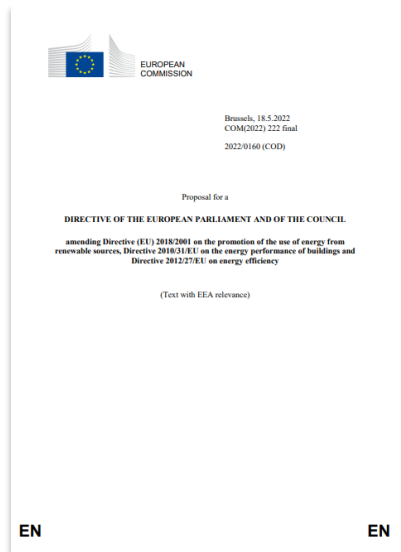 EUROPEAN
COMMISSION
Brussels, 18.5.2022
COM(2022) 222 final
2022/0160 (COD)
Proposal for a
DIRECTIVE OF THE EUROPEAN PARLIAMENT AND OF THE COUNCIL
amending Directive (EU) 2018/2001 on the promotion of the use of energy from
renewable sources, Directive 2010/31/EU on the energy performance of buildings and
Directive 2012/27/EU on energy efficiency
(Text with EEA relevance)
EN
EN